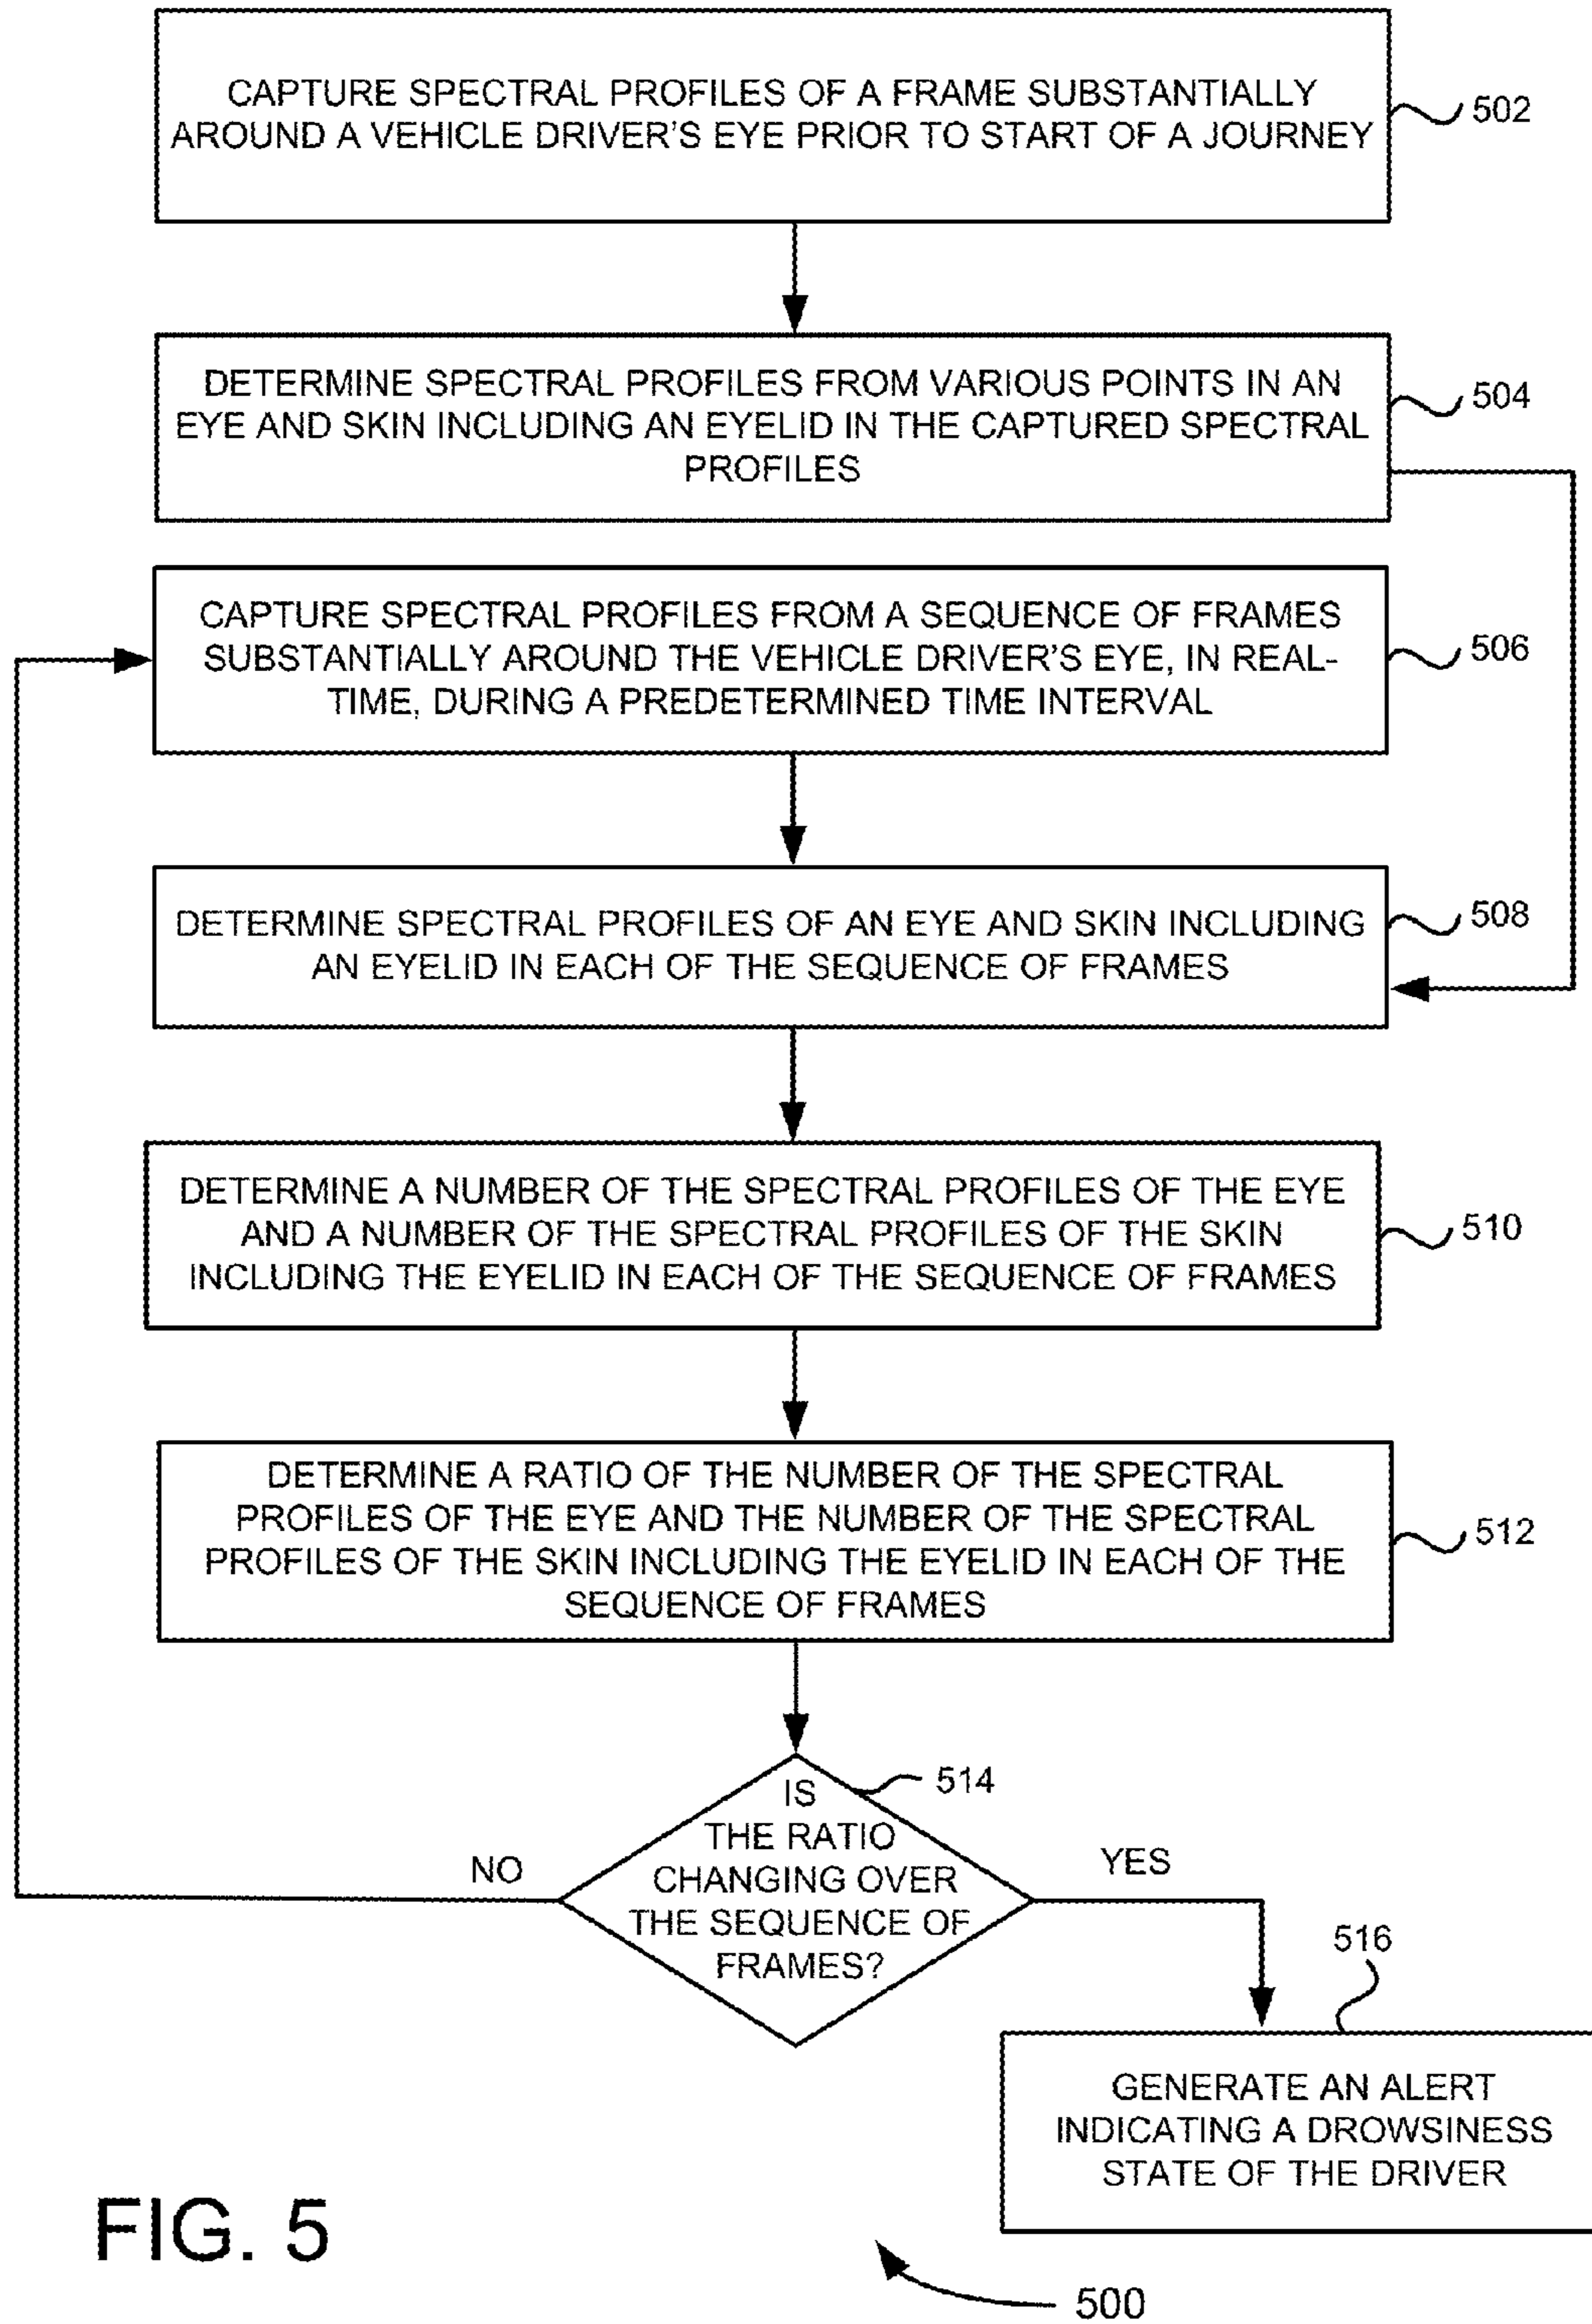 CAPTURE SPECTRAL PROFILES OF A FRAME SUBSTANTIALLY
AROUND A VEHICLE DRIVER'S EYE PRIOR TO START OF A JOURNEY
502
DETERMINE SPECTRAL PROFILES FROM VARIOUS POINTS IN AN
EYE AND SKIN INCLUDING AN EYELID IN THE CAPTURED SPECTRAL
PROFILES
504
CAPTURE SPECTRAL PROFILES FROM A SEQUENCE OF FRAMES
SUBSTANTIALLY AROUND THE VEHICLE DRIVER'S EYE, IN REAL-
TIME, DURING A PREDETERMINED TIME INTERVAL
506
DETERMINE SPECTRAL PROFILES OF AN EYE AND SKIN INCLUDING
AN EYELID IN EACH OF THE SEQUENCE OF FRAMES
508
DETERMINE A NUMBER OF THE SPECTRAL PROFILES OF THE EYE
AND A NUMBER OF THE SPECTRAL PROFILES OF THE SKIN
INCLUDING THE EYELID IN EACH OF THE SEQUENCE OF FRAMES
510
DETERMINE A RATIO OF THE NUMBER OF THE SPECTRAL
PROFILES OF THE EYE AND THE NUMBER OF THE SPECTRAL
PROFILES OF THE SKIN INCLUDING THE EYELID IN EACH OF THE
SEQUENCE OF FRAMES
512
IS
THE RATIO
CHANGING OVER
THE SEQUENCE OF
FRAMES?
514
NO
YES
516
GENERATE AN ALERT
INDICATING A DROWSINESS
STATE OF THE DRIVER
FIG. 5
500